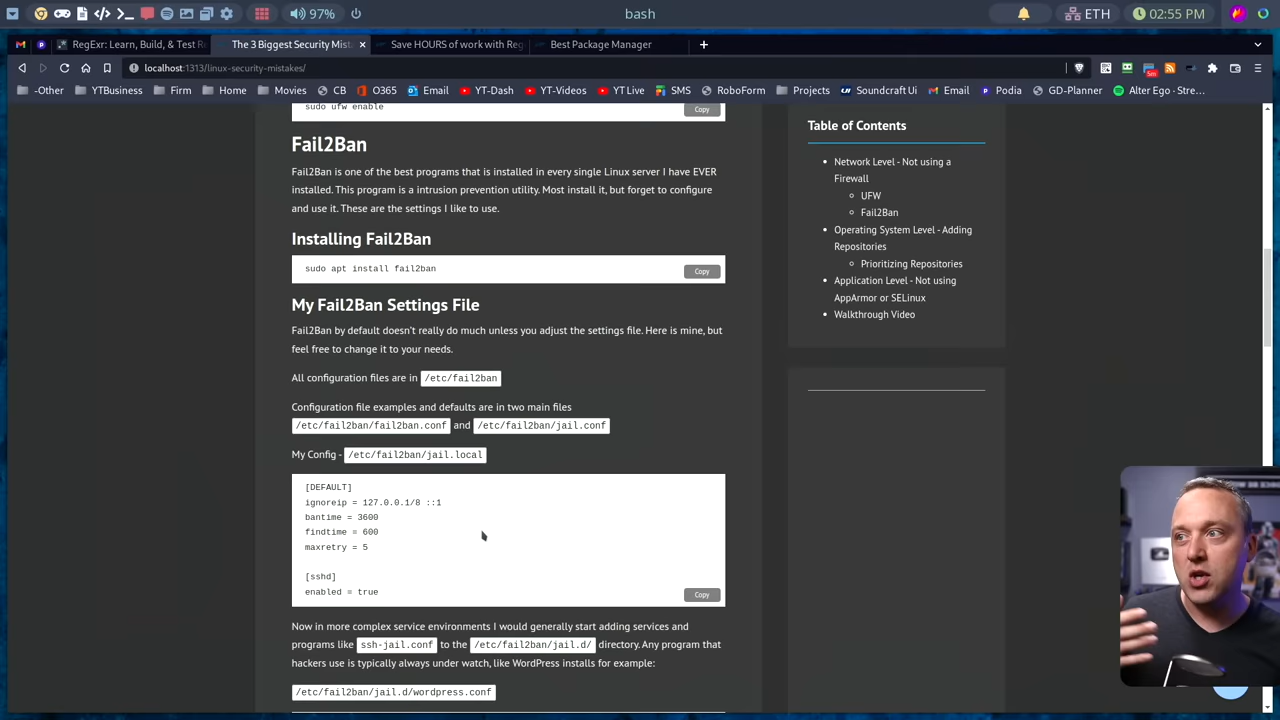 97%
bash
ETH
02:55 PM
RegExr: Learn, Build, & Test Re
The 3 Biggest Security Mist
Save HOURS of work with Reg
Best Package Manager
localhost:1313/linux-security-mistakes/
-Other
YTBusiness
Firm
Home
Movies
CB
O365
Email
YT-Dash
YT-Videos
YT Live
SMS
RoboForm
Projects
Soundcraft Ui
Email
Podia
GD-Planner
Alter Ego - Stre...
sudo ufw enable
Copy
Fail2Ban
Fail2Ban is one of the best programs that is installed in every single Linux server I have EVER
installed. This program is a intrusion prevention utility. Most install it, but forget to configure
and use it. These are the settings I like to use.
Installing Fail2Ban
sudo apt install fail2ban
Copy
My Fail2Ban Settings File
Fail2Ban by default doesn't really do much unless you adjust the settings file. Here is mine, but
feel free to change it to your needs.
All configuration files are in /etc/fail2ban
Configuration file examples and defaults are in two main files
/etc/fail2ban/fail2ban.conf and /etc/fail2ban/jail.conf
My Config - /etc/fail2ban/jail.local
[DEFAULT]
ignoreip = 127.0.0.1/8 ::1
bantime = 3600
findtime = 600
maxretry = 5
[sshd]
enabled = true
Copy
Now in more complex service environments I would generally start adding services and
programs like ssh-jail.conf to the /etc/fail2ban/jail.d/ directory. Any program that
hackers use is typically always under watch, like WordPress installs for example:
/etc/fail2ban/jail.d/wordpress.conf
Table of Contents
Network Level - Not using a
Firewall
UFW
Fail2Ban
Operating System Level - Adding
Repositories
Prioritizing Repositories
Application Level - Not using
AppArmor or SELinux
Walkthrough Video